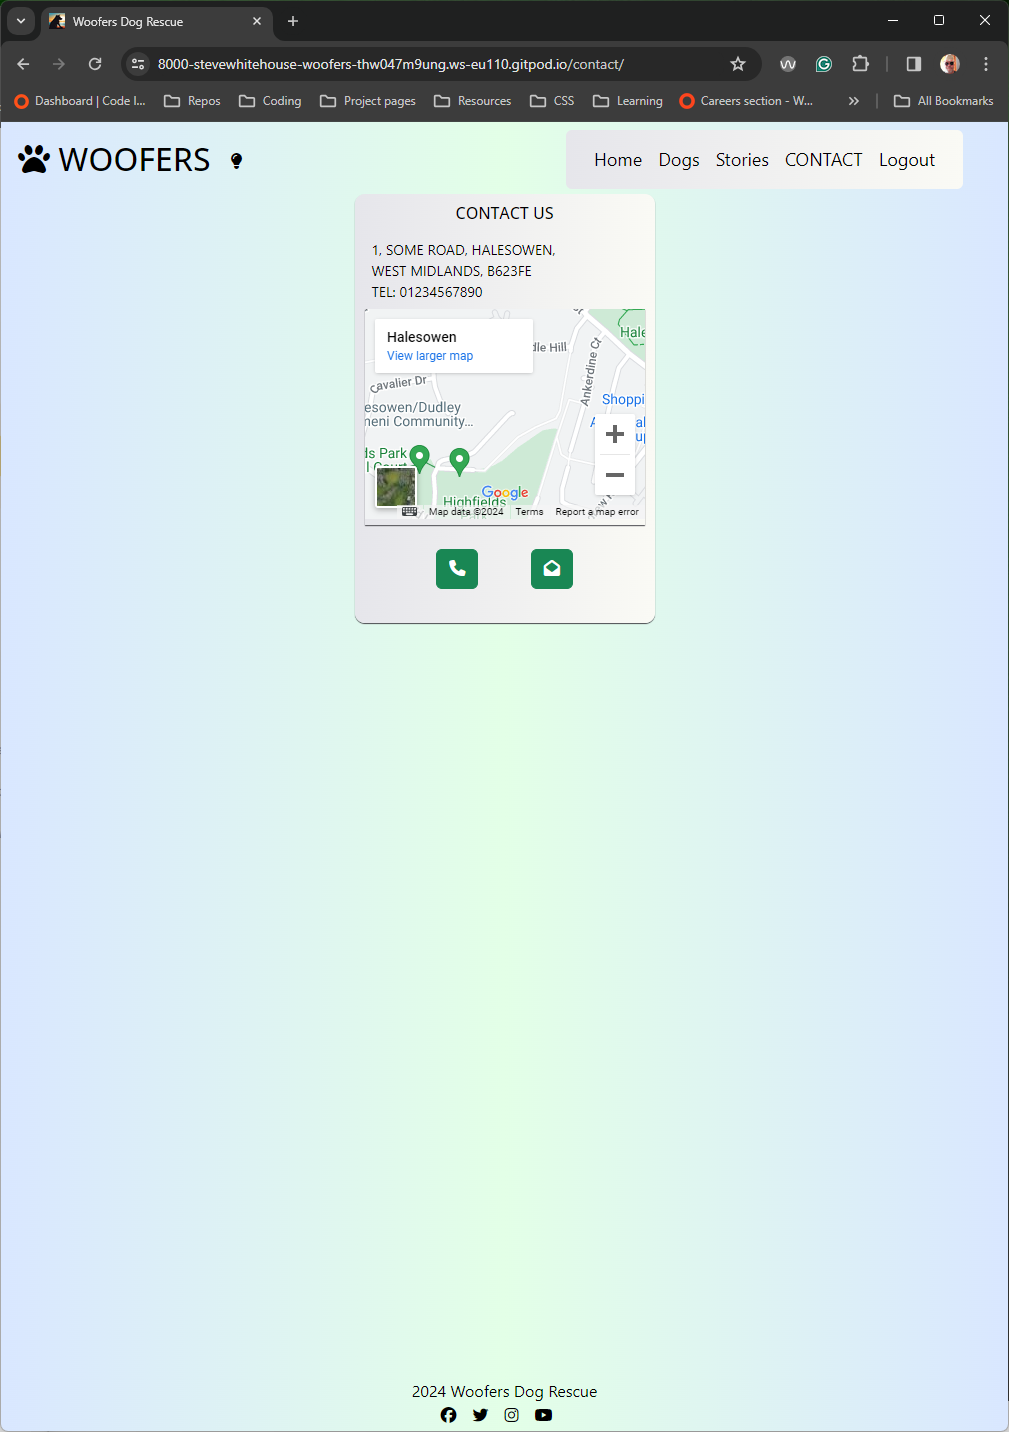 Woofers Dog Rescue
8000-stevewhitehouse-woofers-thw047m9ung.ws-eu110.gitpod.io/contact/
Dashboard | Code I...
Repos
Coding
Project pages
Resources
CSS
Learning
Careers section - W...
All Bookmarks
WOOFERS
Home Dogs Stories CONTACT Logout
CONTACT US
1, SOME ROAD, HALESOWEN,
WEST MIDLANDS, B623FE
TEL: 01234567890
Halesowen
View larger map
dle Hill
Hale
Ankerdine Ct
Cavalier Dr
Shoppi
esowen/Dudley
neni Community...
ds Park
l Court
Google
Highfields
Map data ©2024 Terms Report a map error
2024 Woofers Dog Rescue